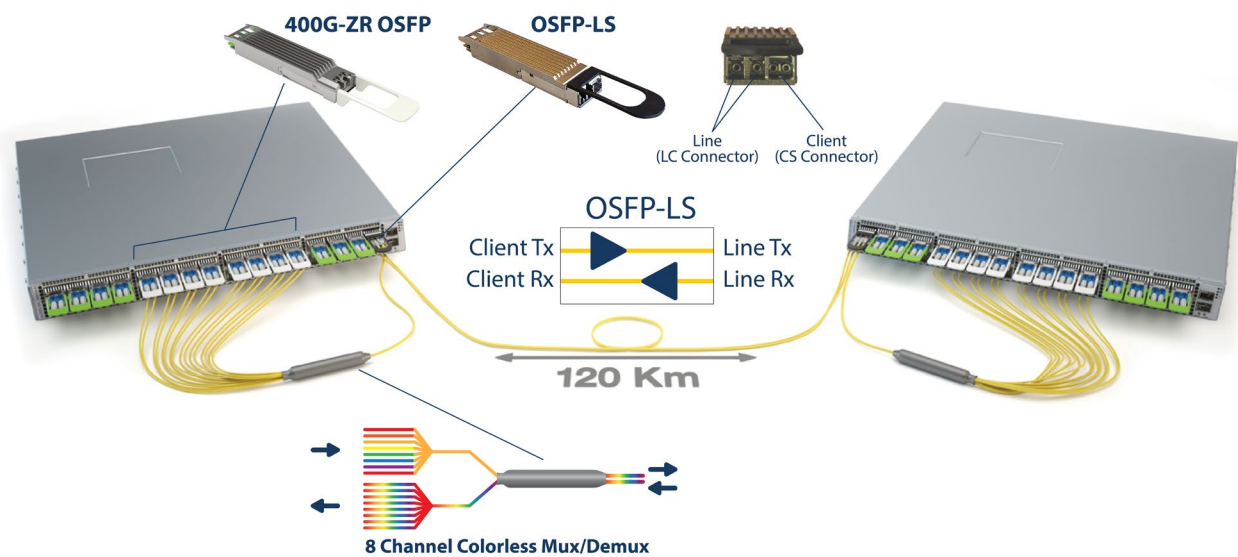 400G-ZR OSFP
OSFP-LS
Line
(LC Connector)
Client
(CS Connector)
OSFP-LS
Client Tx
Line Tx
Client Rx
Line Rx
120 Km
8 Channel Colorless Mux/Demux